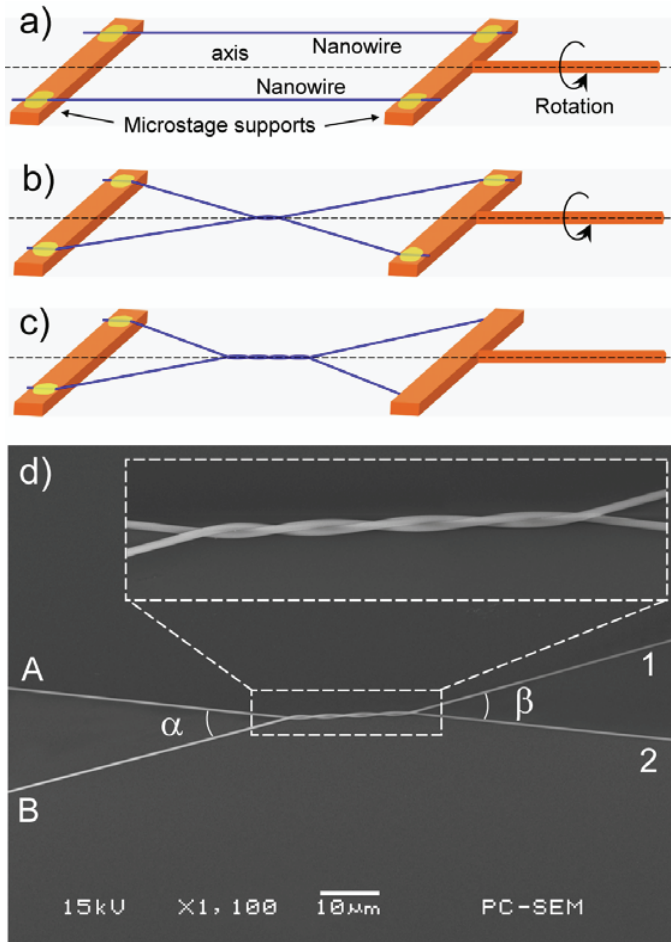 a)
axis
Nanowire
Nanowire
Microstage supports
Rotation
b)
c)
d)
A
B
α
β
1
2
15kV X1,100 10μm PC-SEM